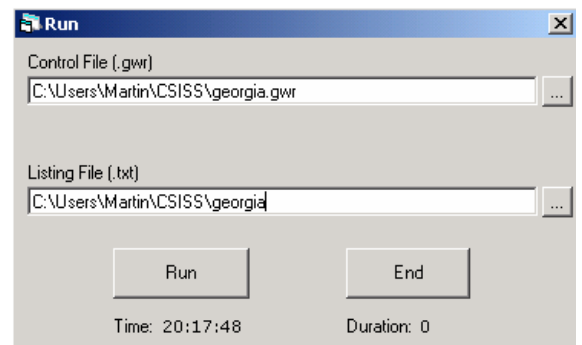 Run
Control File (.gwr)
C:\Users\Martin\CSISS\georgia.gwr
...
Listing File (.txt)
C:\Users\Martin\CSISS\georgia
...
Run End
Time: 20:17:48 Duration: 0